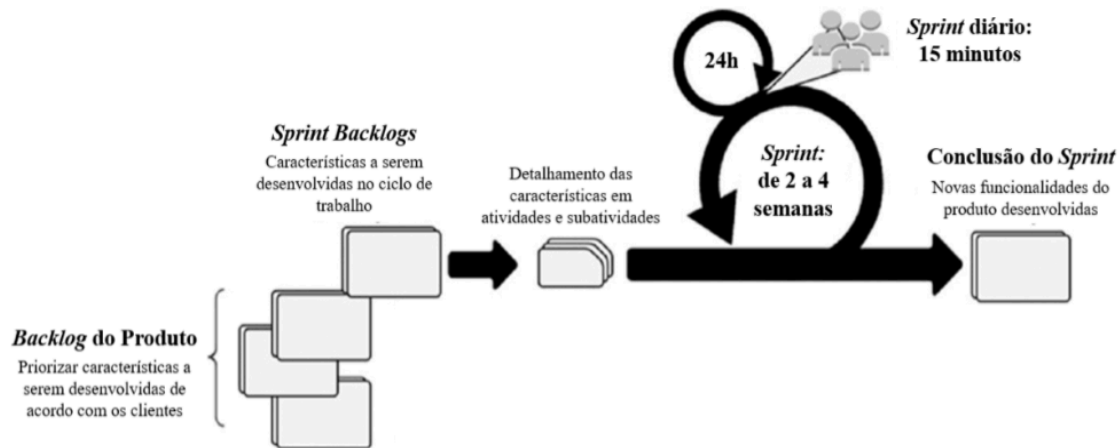 Backlog do Produto
Priorizar características a
serem desenvolvidas de
acordo com os clientes
Sprint Backlogs
Características a serem
desenvolvidas no ciclo de
trabalho
Detalhamento das
características em
atividades e subatividades
24h
Sprint diário:
15 minutos
Sprint:
de 2 a 4
semanas
Conclusão do Sprint
Novas funcionalidades do
produto desenvolvidas